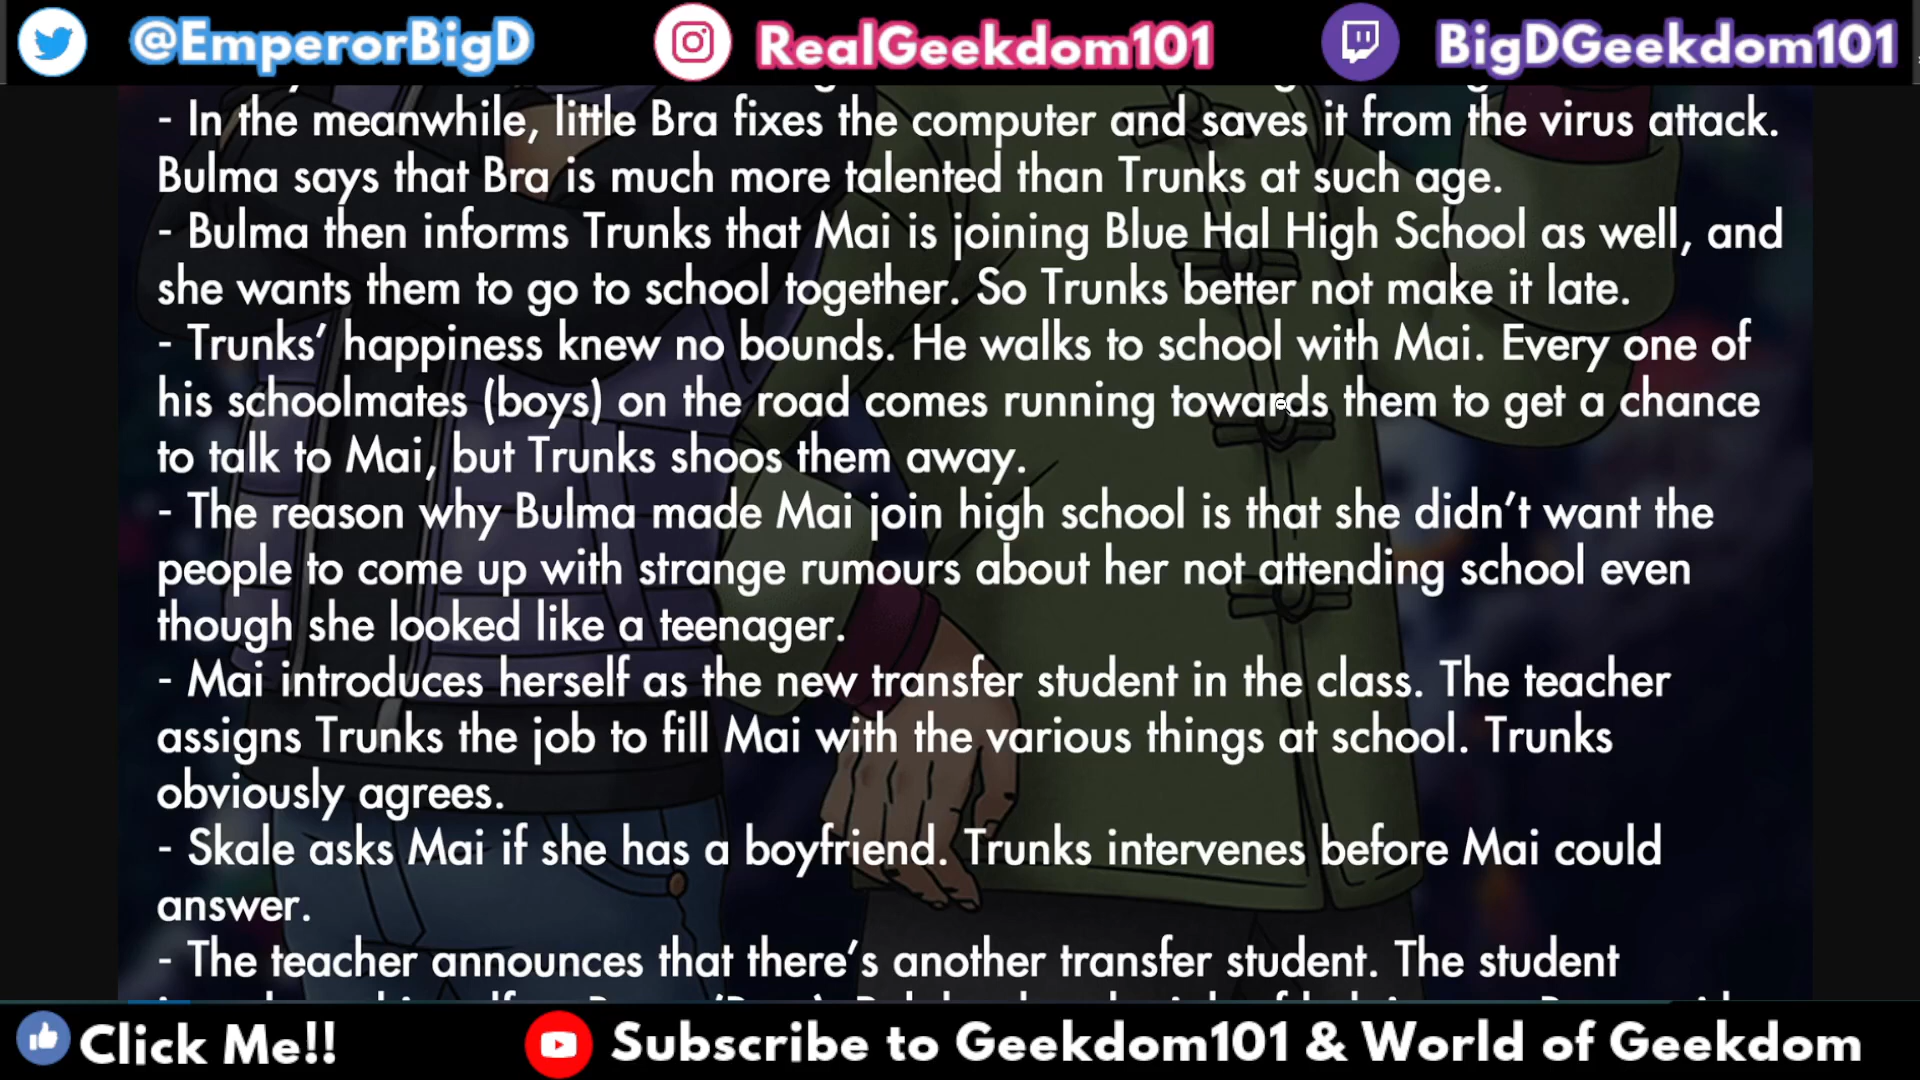 @EmperorBigD RealGeekdom101 BigDGeekdom101
- In the meanwhile, little Bra fixes the computer and saves it from the virus attack.
Bulma says that Bra is much more talented than Trunks at such age.
- Bulma then informs Trunks that Mai is joining Blue Hal High School as well, and
she wants them to go to school together. So Trunks better not make it late.
- Trunks’ happiness knew no bounds. He walks to school with Mai. Every one of
his schoolmates (boys) on the road comes running towards them to get a chance
to talk to Mai, but Trunks shoos them away.
- The reason why Bulma made Mai join high school is that she didn’t want the
people to come up with strange rumours about her not attending school even
though she looked like a teenager.
- Mai introduces herself as the new transfer student in the class. The teacher
assigns Trunks the job to fill Mai with the various things at school. Trunks
obviously agrees.
- Skale asks Mai if she has a boyfriend. Trunks intervenes before Mai could
answer.
- The teacher announces that there’s another transfer student. The student
Click Me!! Subscribe to Geekdom101 & World of Geekdom